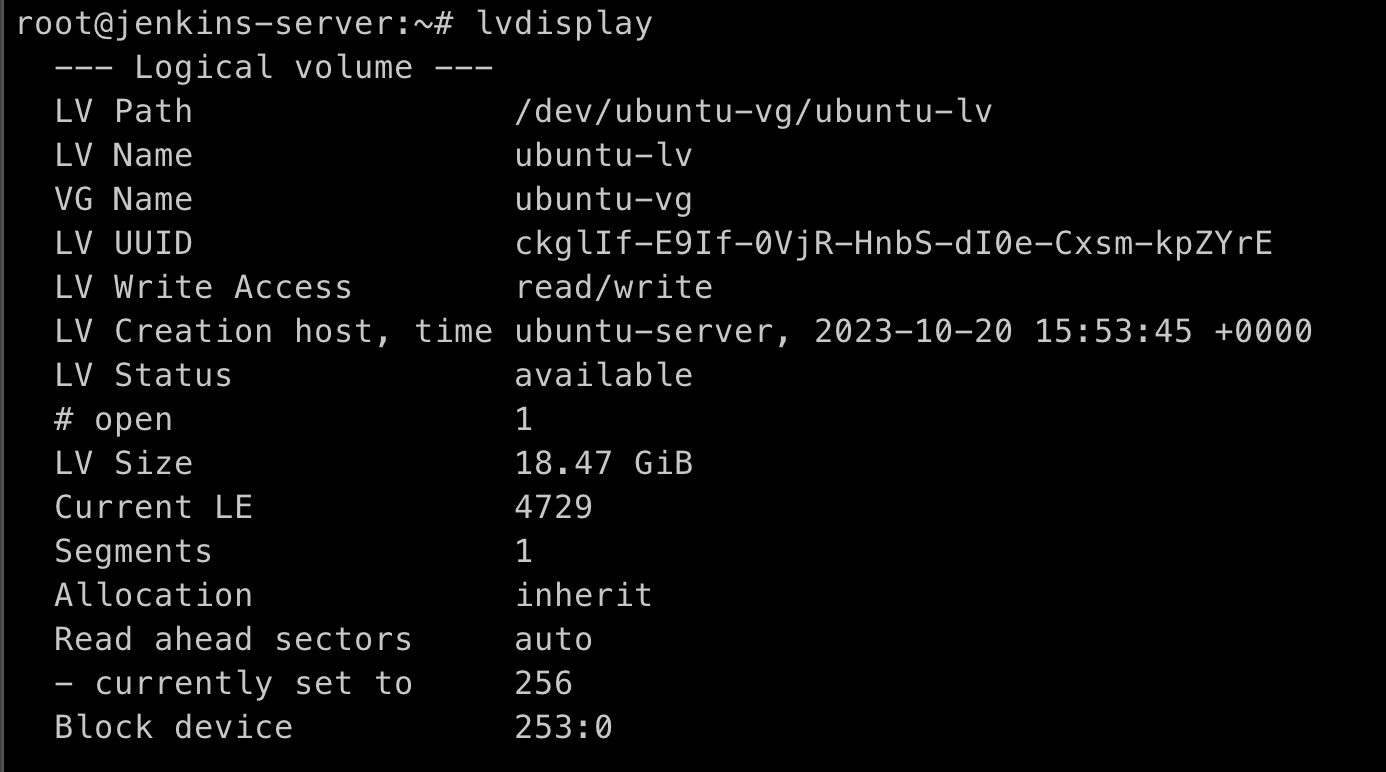 root@jenkins-server:~# lvdisplay
--- Logical volume ---
LV Path                /dev/ubuntu-vg/ubuntu-lv
LV Name                ubuntu-lv
VG Name                ubuntu-vg
LV UUID                ckglIf-E9If-0VjR-HnbS-dI0e-Cxsm-kpZYrE
LV Write Access        read/write
LV Creation host, time ubuntu-server, 2023-10-20 15:53:45 +0000
LV Status              available
# open                 1
LV Size                18.47 GiB
Current LE             4729
Segments               1
Allocation             inherit
Read ahead sectors     auto
- currently set to     256
Block device           253:0